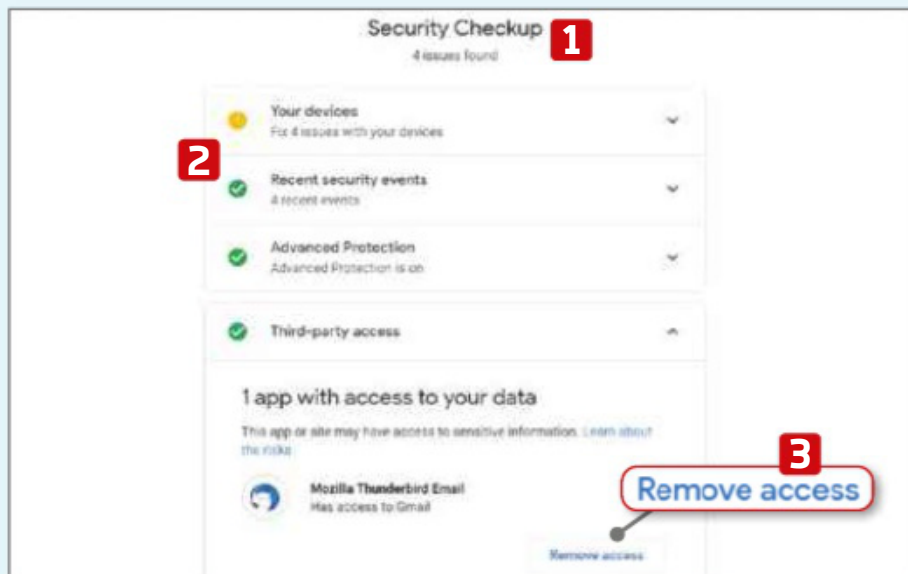 Security Checkup 1
4 issues found
Your devices
Fix 4 issues with your devices
2
Recent security events
4 recent events
Advanced Protection
Advanced Protection is on
Third-party access
1 app with access to your data
This app or site may have access to sensitive information. Learn about
the risks
3
Mozilla Thunderbird Email
Has access to Gmail
Remove access
Remove access